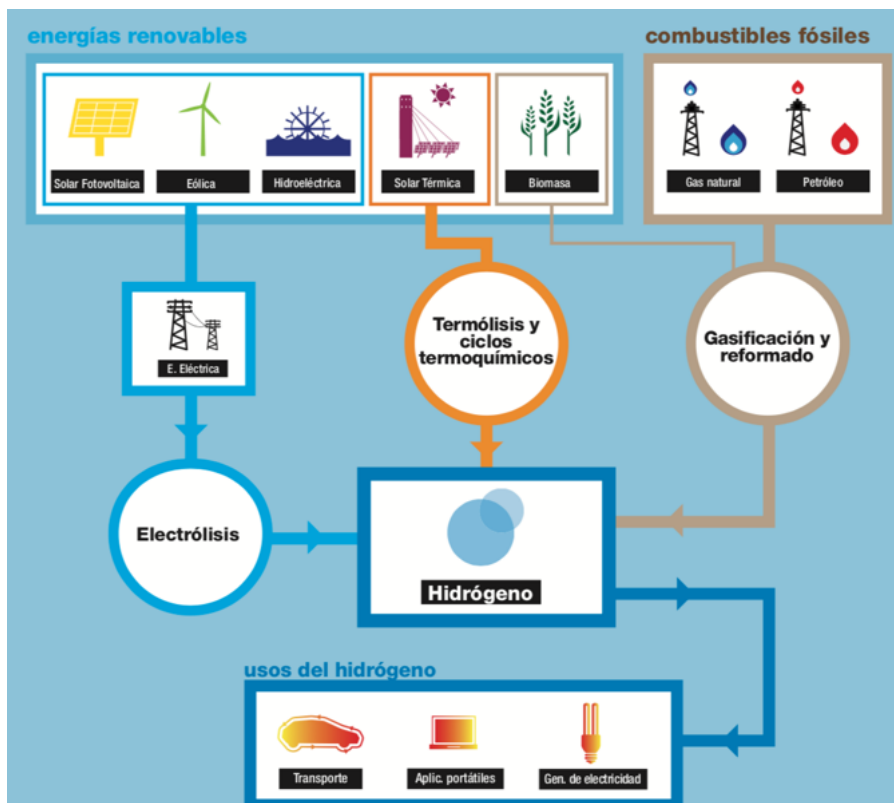 energías renovables
combustibles fósiles
Solar Fotovoltaica
Eólica
Hidroeléctrica
Solar Térmica
Biomasa
Gas natural
Petróleo
E. Eléctrica
Termólisis y
ciclos
termoquímicos
Gasificación y
reformado
Electrólisis
Hidrógeno
usos del hidrógeno
Transporte
Aplic. portátiles
Gen. de electricidad